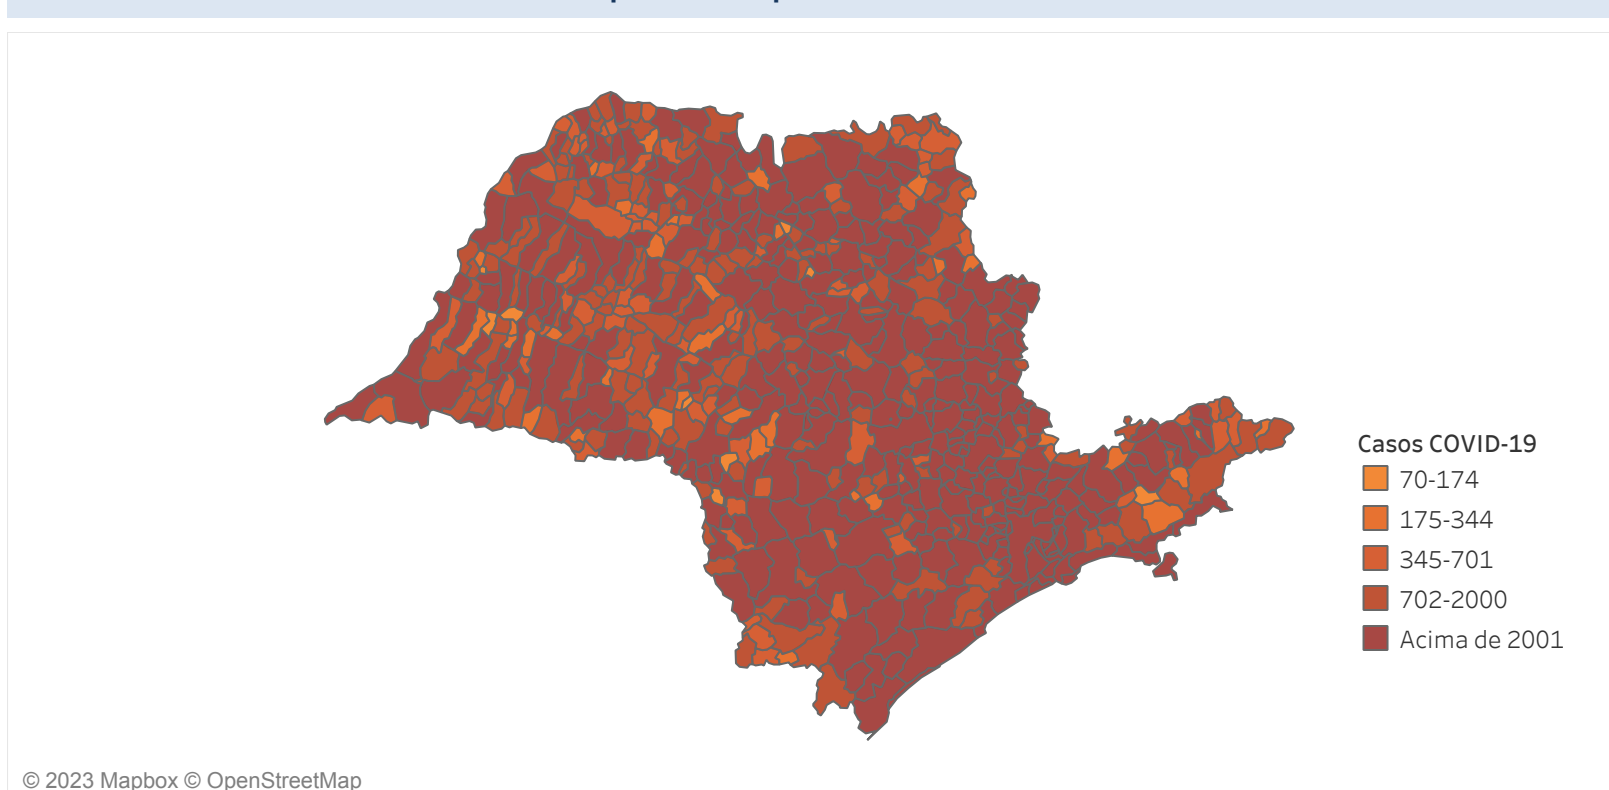 Casos COVID-19
70-174
175-344
345-701
702-2000
Acima de 2001
© 2023 Mapbox © OpenStreetMap